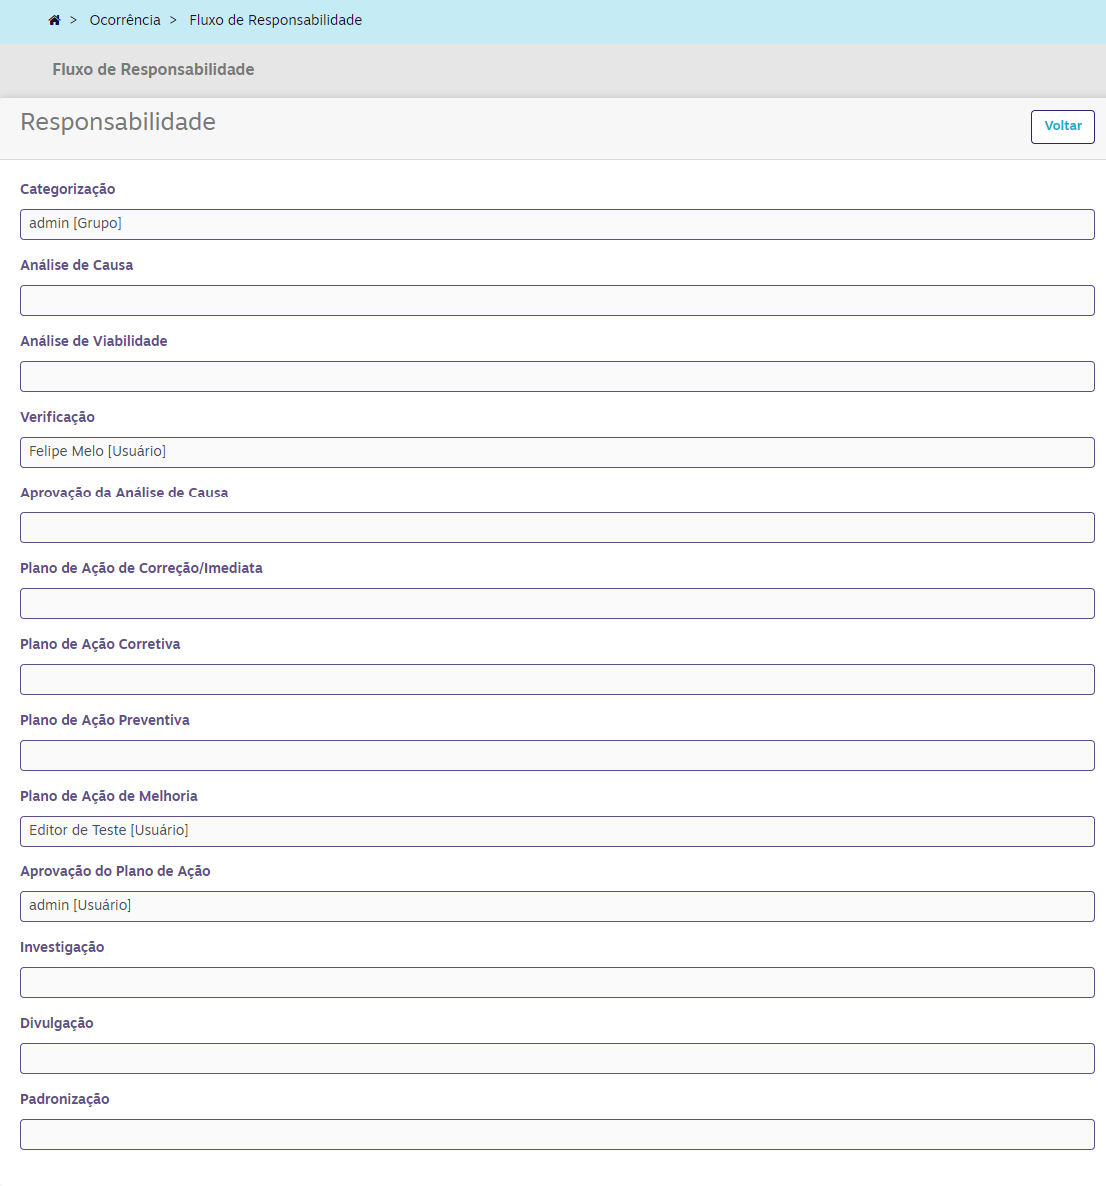 > Ocorrência > Fluxo de Responsabilidade
Fluxo de Responsabilidade
Responsabilidade
Voltar
Categorização
admin [Grupo]
Análise de Causa
Análise de Viabilidade
Verificação
Felipe Melo [Usuário]
Aprovação da Análise de Causa
Plano de Ação de Correção/Imediata
Plano de Ação Corretiva
Plano de Ação Preventiva
Plano de Ação de Melhoria
Editor de Teste [Usuário]
Aprovação do Plano de Ação
admin [Usuário]
Investigação
Divulgação
Padronização